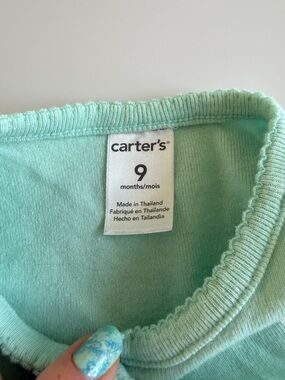 carter's®
9
months/mois
Made in Thailand
Fabriqué en Thaïlande
Hecho en Tailandia